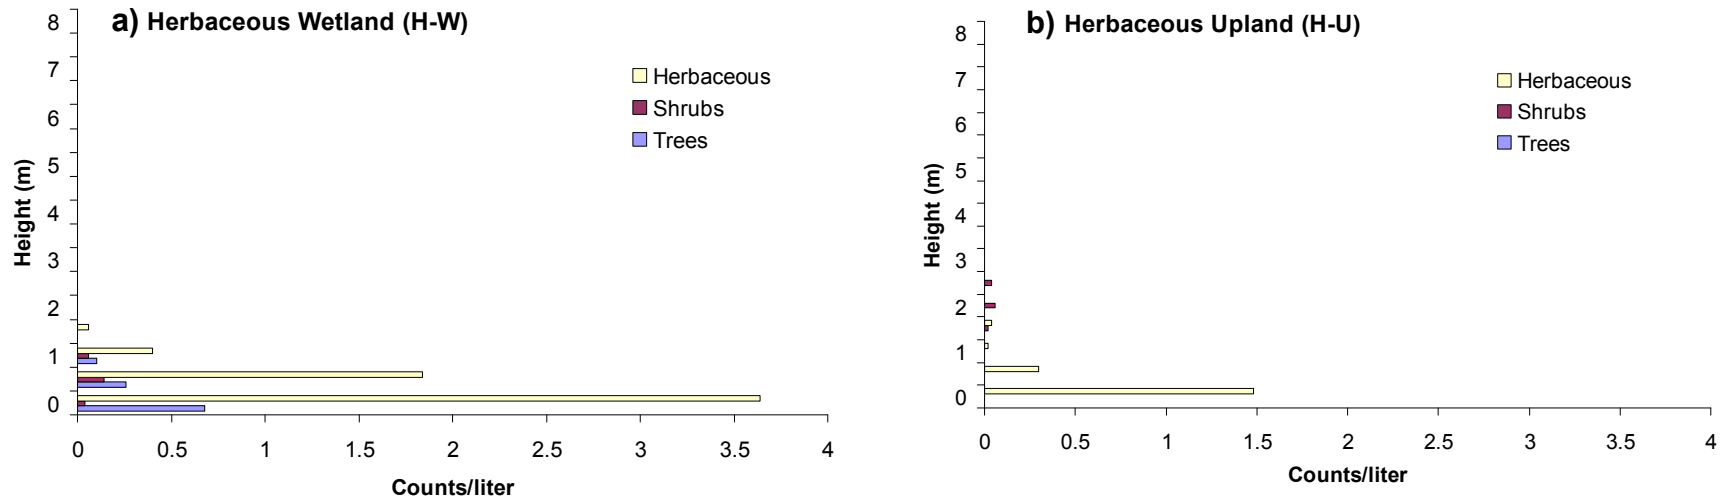 a) Herbaceous Wetland (H-W)
8
7
6
5
4
3
2
1
0
Height (m)
Herbaceous
Shrubs
Trees
0 0.5 1 1.5 2 2.5 3 3.5 4
Counts/liter
b) Herbaceous Upland (H-U)
8
7
6
5
4
3
2
1
0
Height (m)
Herbaceous
Shrubs
Trees
0 0.5 1 1.5 2 2.5 3 3.5 4
Counts/liter